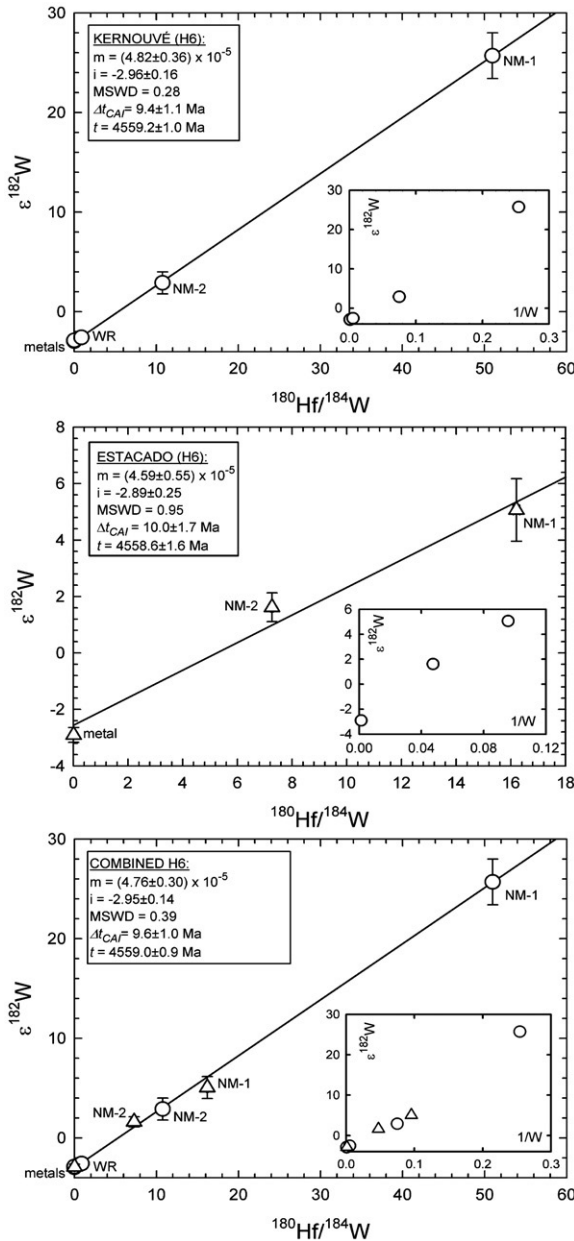 KERNOUVÉ (H6):
m = (4.82±0.36) x 10⁻⁵
i = -2.96±0.16
MSWD = 0.28
Δt_CAI= 9.4±1.1 Ma
t = 4559.2±1.0 Ma
30
20
10
0
ε¹⁸²W
NM-1
NM-2
WR
metals
30
20
10
0
ε¹⁸²W
1/W
0.0 0.1 0.2 0.3
0 10 20 30 40 50 60
¹⁸⁰Hf/¹⁸⁴W
ESTACADO (H6):
m = (4.59±0.55) x 10⁻⁵
i = -2.89±0.25
MSWD = 0.95
Δt_CAI = 10.0±1.7 Ma
t = 4558.6±1.6 Ma
8
6
4
2
0
-2
-4
ε¹⁸²W
NM-1
NM-2
metal
6
4
2
0
-2
-4
ε¹⁸²W
1/W
0.00 0.04 0.08 0.12
0 2 4 6 8 10 12 14 16 18
¹⁸⁰Hf/¹⁸⁴W
COMBINED H6:
m = (4.76±0.30) x 10⁻⁵
i = -2.95±0.14
MSWD = 0.39
Δt_CAI = 9.6±1.0 Ma
t = 4559.0±0.9 Ma
30
20
10
0
ε¹⁸²W
NM-1
NM-1
NM-2
NM-2
WR
metals
30
20
10
0
ε¹⁸²W
1/W
0.0 0.1 0.2 0.3
0 10 20 30 40 50 60
¹⁸⁰Hf/¹⁸⁴W